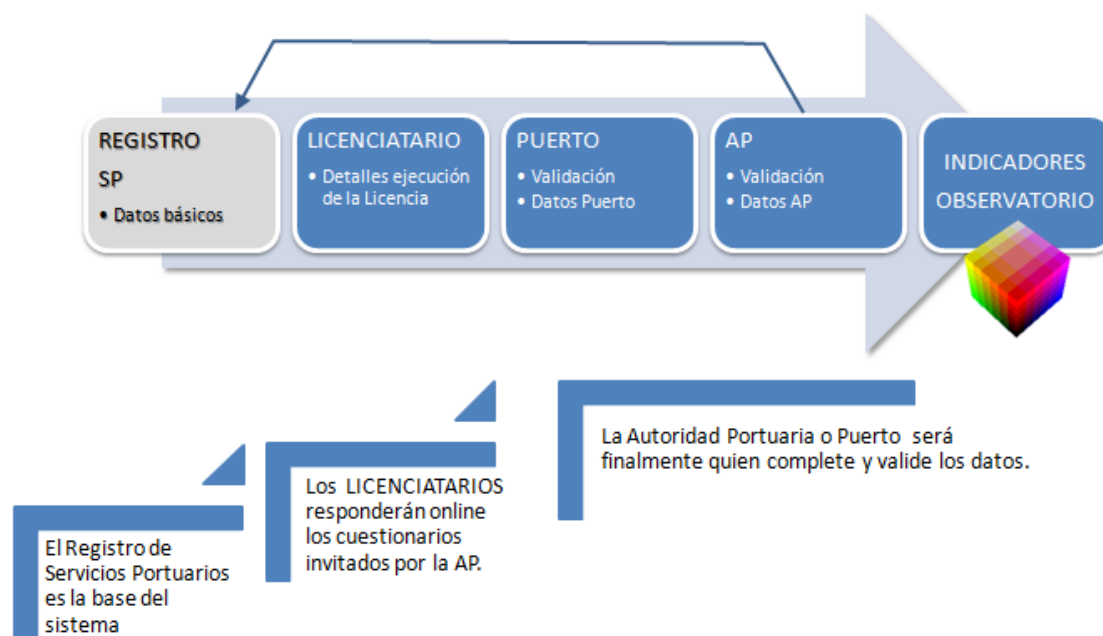 REGISTRO
SP
• Datos básicos
LICENCIATARIO
• Detalles ejecución
de la Licencia
PUERTO
• Validación
• Datos Puerto
AP
• Validación
• Datos AP
INDICADORES
OBSERVATORIO
El Registro de
Servicios Portuarios
es la base del
sistema
Los LICENCIATARIOS
responderán online
los cuestionarios
invitados por la AP.
La Autoridad Portuaria o Puerto será
finalmente quien complete y valide los datos.